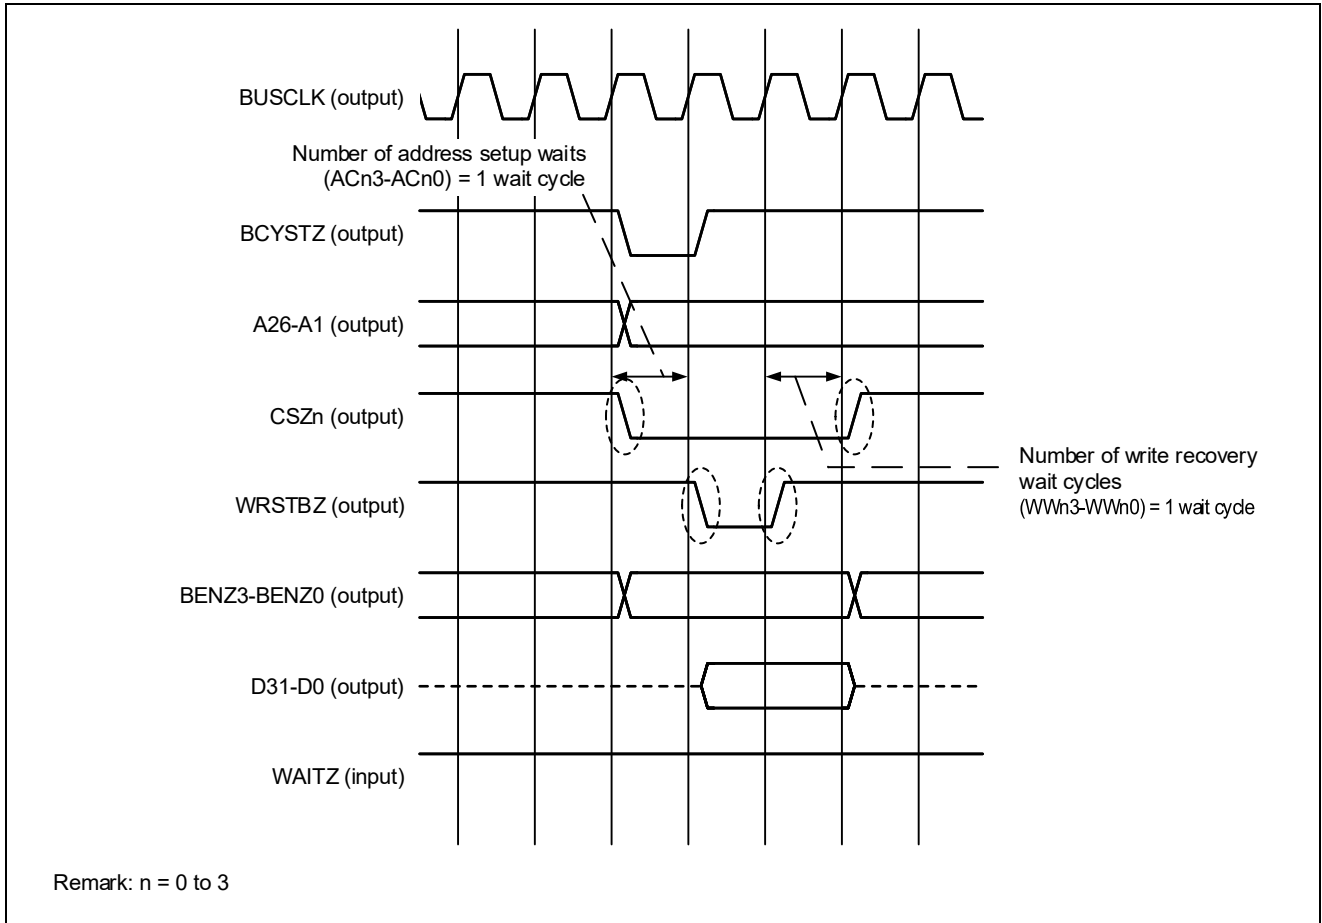 BUSCLK (output)
Number of address setup waits
(ACn3-ACn0) = 1 wait cycle
BCYSTZ (output)
A26-A1 (output)
CSZn (output)
Number of write recovery
wait cycles
(WWn3-WWn0) = 1 wait cycle
WRSTBZ (output)
BENZ3-BENZ0 (output)
D31-D0 (output)
WAITZ (input)
Remark: n = 0 to 3